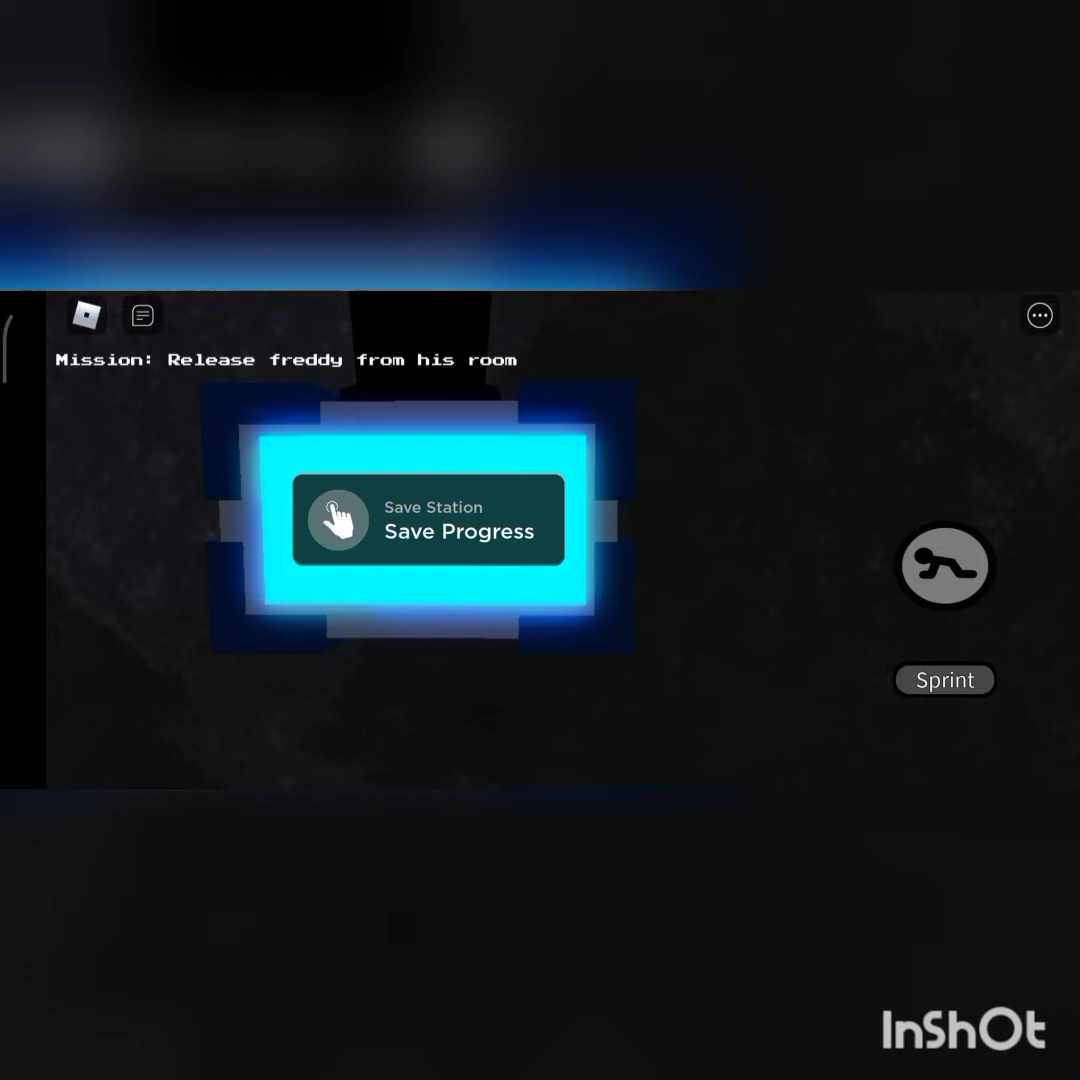 Mission: Release freddy from his room
Save Station
Save Progress
Sprint
InShOt